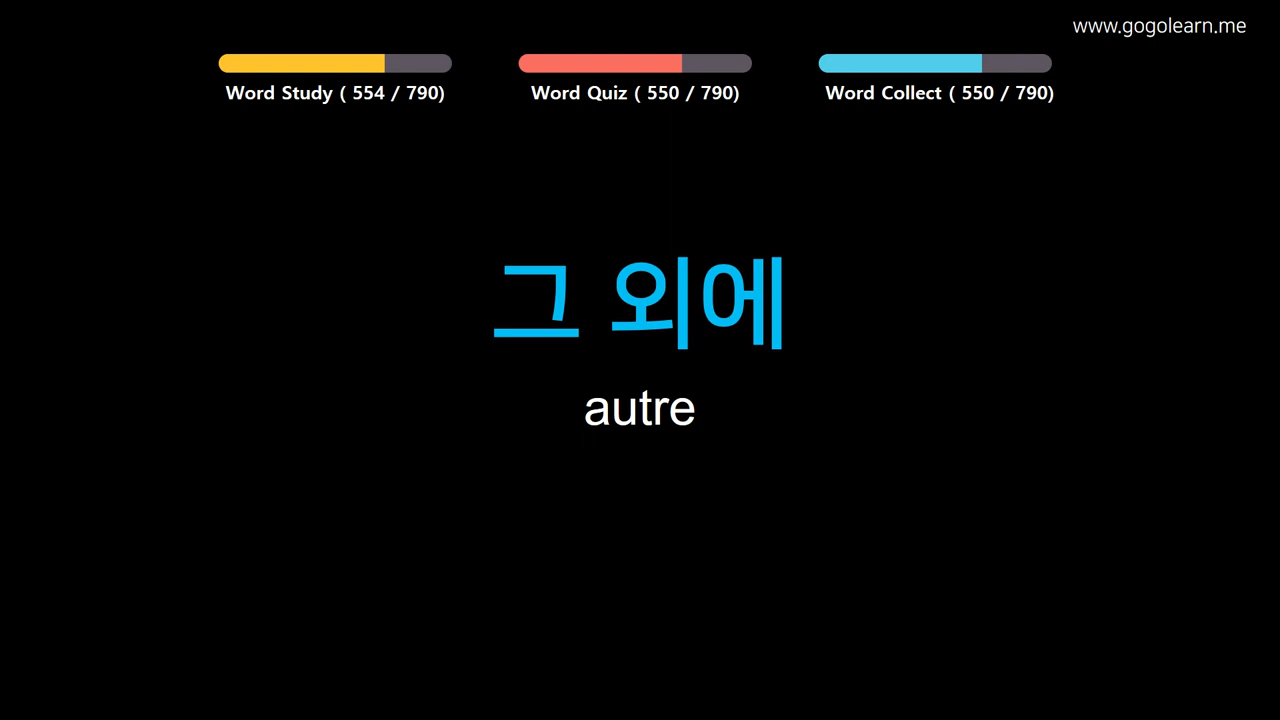 www.gogolearn.me
Word Study ( 554 / 790)
Word Quiz ( 550 / 790)
Word Collect ( 550 / 790)
그 외에
autre